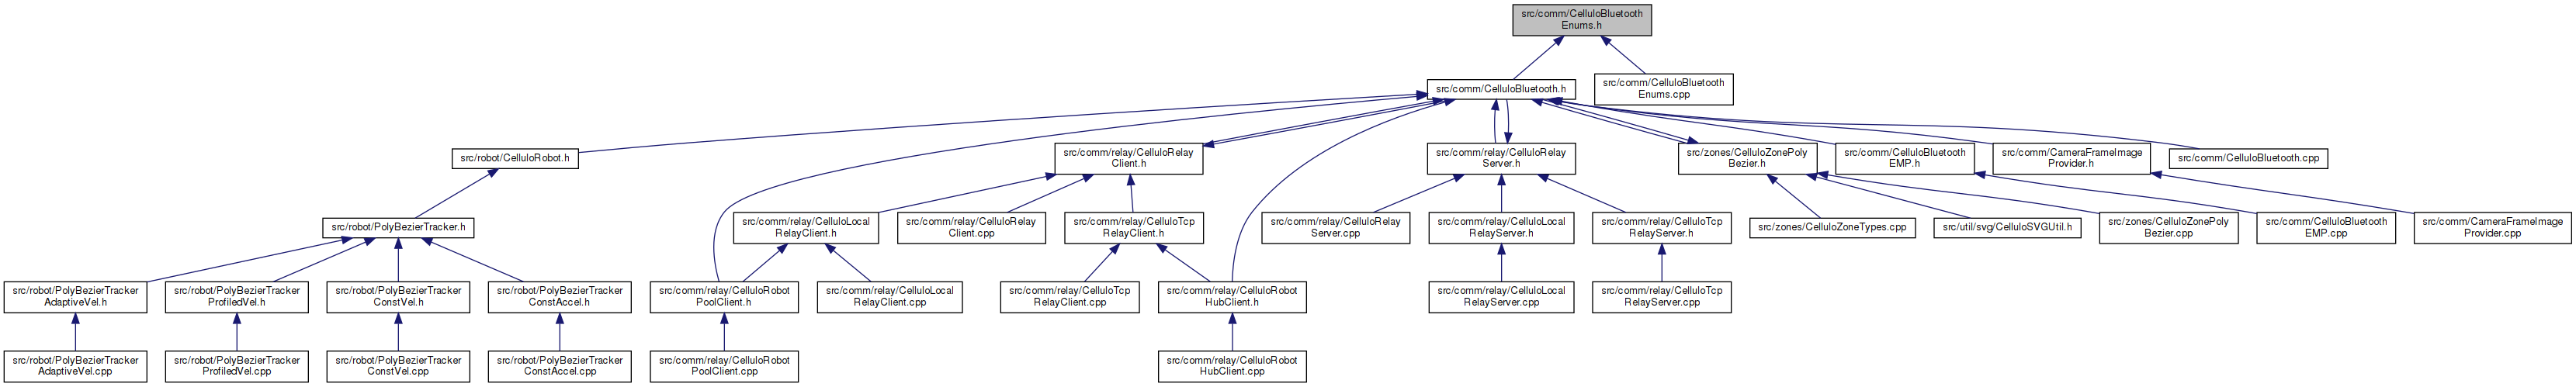 src/comm/CelluloBluetooth
Enums.h
src/comm/CelluloBluetooth.h
src/comm/CelluloBluetooth
Enums.cpp
src/robot/CelluloRobot.h
src/comm/relay/CelluloRelay
Client.h
src/comm/relay/CelluloRelay
Server.h
src/zones/CelluloZonePoly
Bezier.h
src/comm/CelluloBluetooth
EMP.h
src/comm/CameraFrameImage
Provider.h
src/comm/CelluloBluetooth.cpp
src/robot/PolyBezierTracker.h
src/comm/relay/CelluloLocal
RelayClient.h
src/comm/relay/CelluloRelay
Client.cpp
src/comm/relay/CelluloTcp
RelayClient.h
src/comm/relay/CelluloRelay
Server.cpp
src/comm/relay/CelluloLocal
RelayServer.h
src/comm/relay/CelluloTcp
RelayServer.h
src/zones/CelluloZoneTypes.cpp
src/util/svg/CelluloSVGUtil.h
src/zones/CelluloZonePoly
Bezier.cpp
src/comm/CelluloBluetooth
EMP.cpp
src/comm/CameraFrameImage
Provider.cpp
src/robot/PolyBezierTracker
AdaptiveVel.h
src/robot/PolyBezierTracker
ProfiledVel.h
src/robot/PolyBezierTracker
ConstVel.h
src/robot/PolyBezierTracker
ConstAccel.h
src/comm/relay/CelluloRobot
PoolClient.h
src/comm/relay/CelluloLocal
RelayClient.cpp
src/comm/relay/CelluloTcp
RelayClient.cpp
src/comm/relay/CelluloRobot
HubClient.h
src/comm/relay/CelluloLocal
RelayServer.cpp
src/comm/relay/CelluloTcp
RelayServer.cpp
src/robot/PolyBezierTracker
AdaptiveVel.cpp
src/robot/PolyBezierTracker
ProfiledVel.cpp
src/robot/PolyBezierTracker
ConstVel.cpp
src/robot/PolyBezierTracker
ConstAccel.cpp
src/comm/relay/CelluloRobot
PoolClient.cpp
src/comm/relay/CelluloRobot
HubClient.cpp